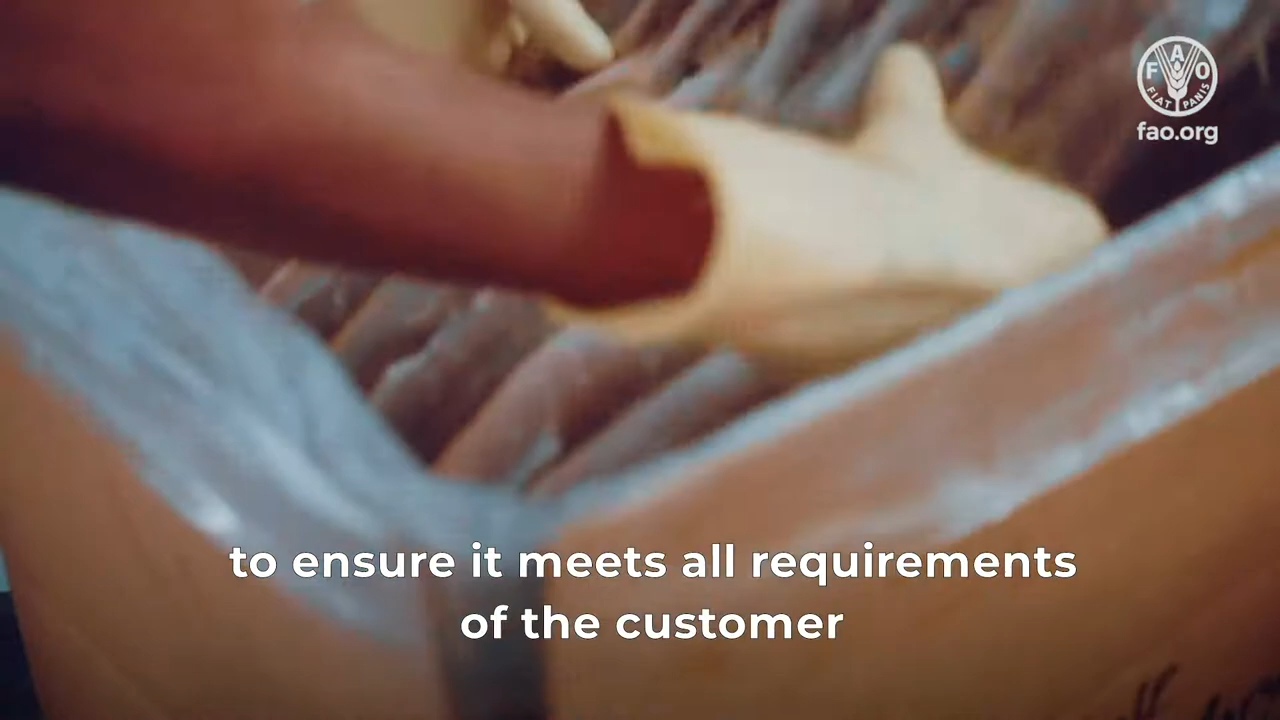 FAO
FIAT PANIS
fao.org
to ensure it meets all requirements
of the customer